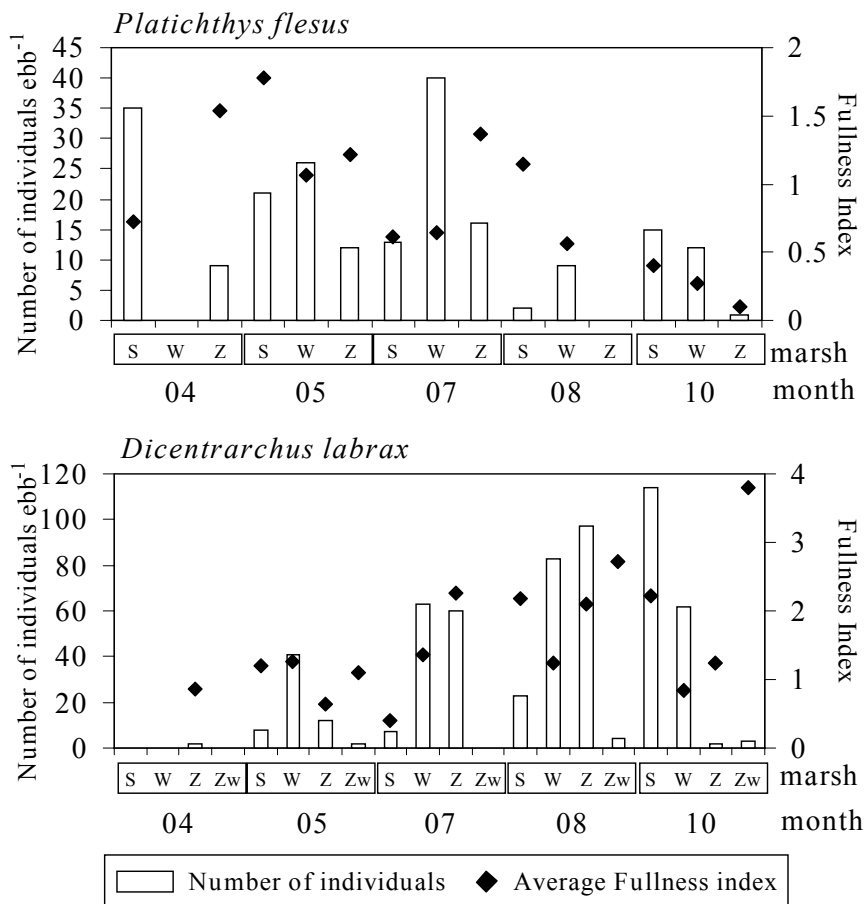 Platichthys flesus
45
40
35
30
25
20
15
10
5
0
Number of individuals ebb⁻¹
2
1.5
1
0.5
0
Fullness Index
S W Z S W Z S W Z S W Z S W Z marsh
04 05 07 08 10 month
Dicentrarchus labrax
120
100
80
60
40
20
0
Number of individuals ebb⁻¹
4
3
2
1
0
Fullness Index
S W Z Zw S W Z Zw S W Z Zw S W Z Zw S W Z Zw marsh
04 05 07 08 10 month
Number of individuals Average Fullness index